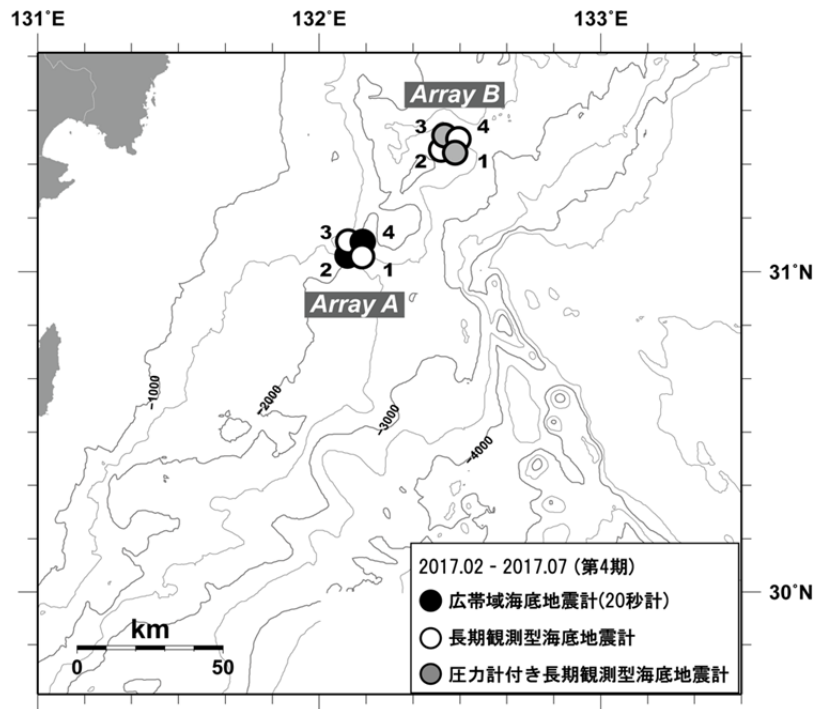 131˚E
132˚E
133˚E
Array B
3
4
2
1
3
4
2
1
Array A
31˚N
-1000
-2000
-3000
-4000
30˚N
km
0
50
2017.02 - 2017.07 (第4期)
広帯域海底地震計(20秒計)
長期観測型海底地震計
圧力計付き長期観測型海底地震計